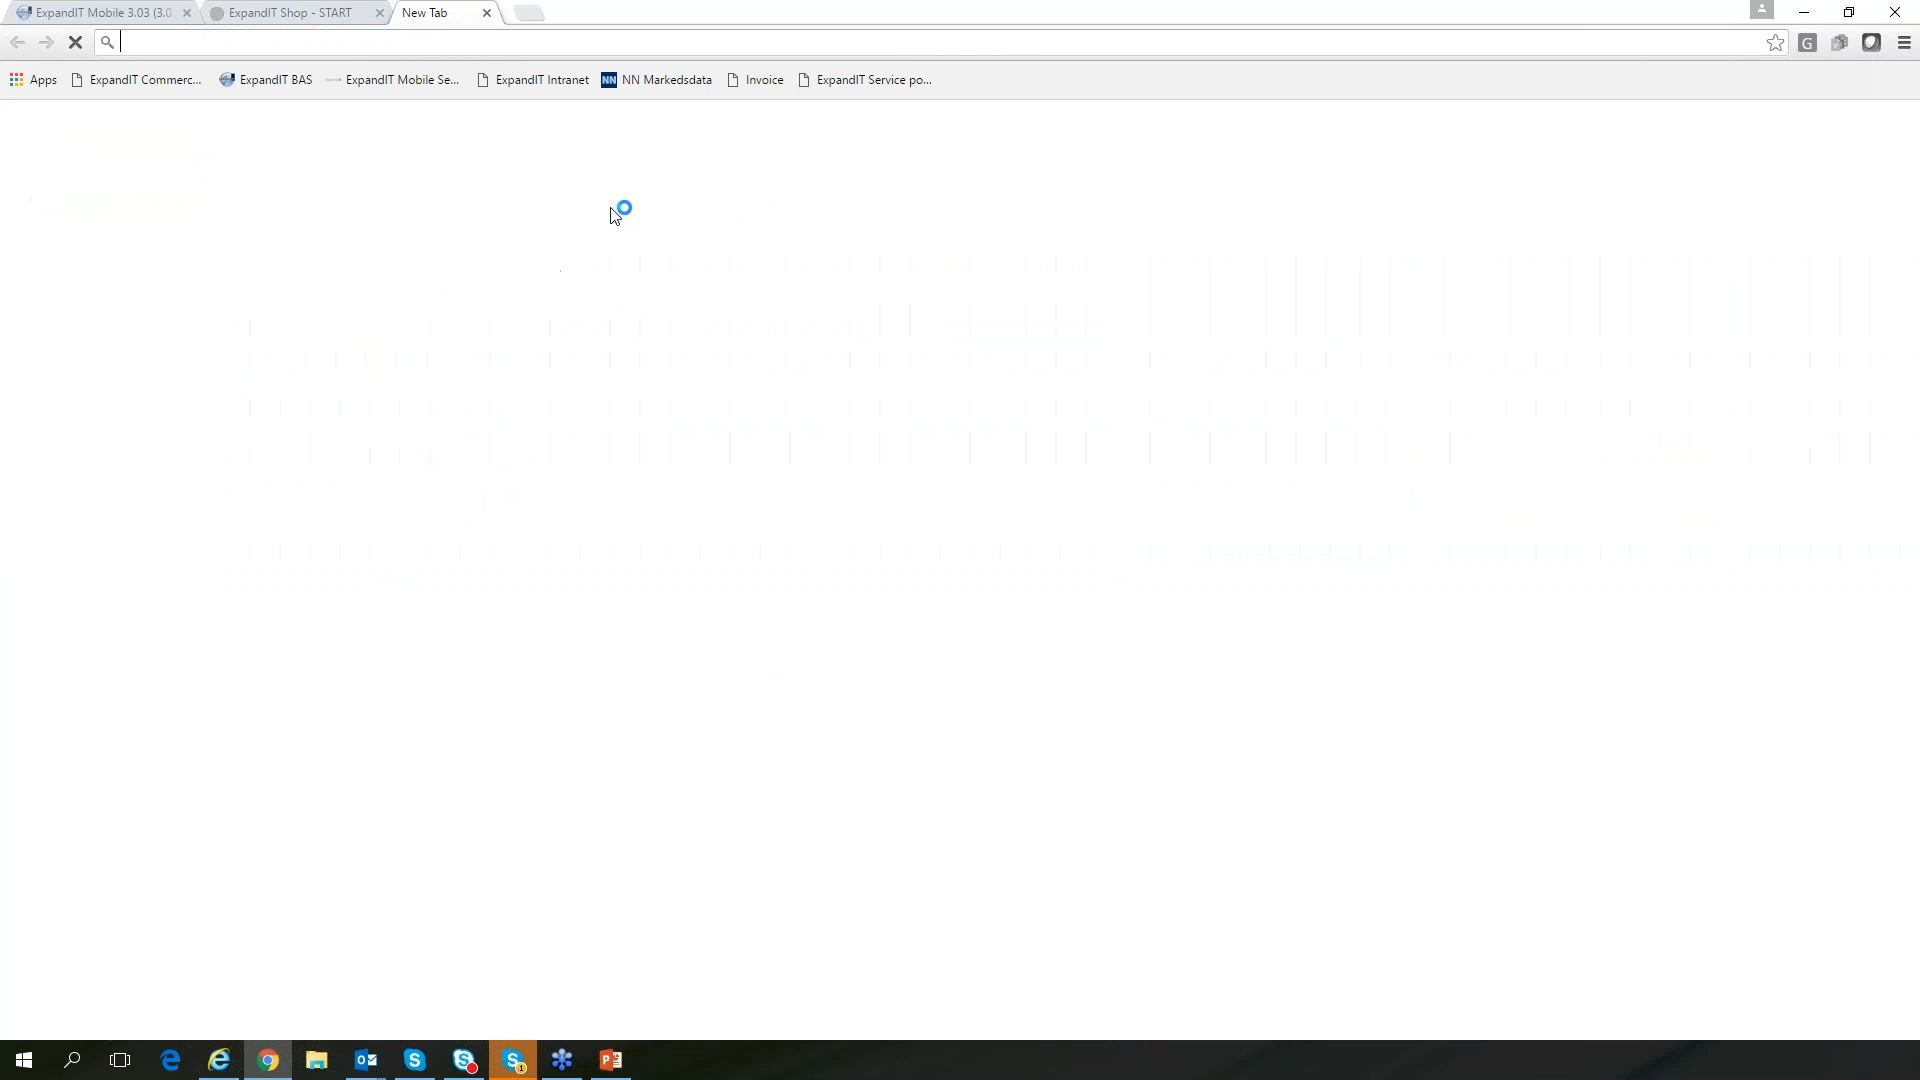 ExpandIT Mobile 3.03 (3.0
ExpandIT Shop - START
New Tab
G
Apps
ExpandIT Commerc...
ExpandIT BAS
ExpandIT Mobile Se...
ExpandIT Intranet
NN
NN Markedsdata
Invoice
ExpandIT Service po...
1